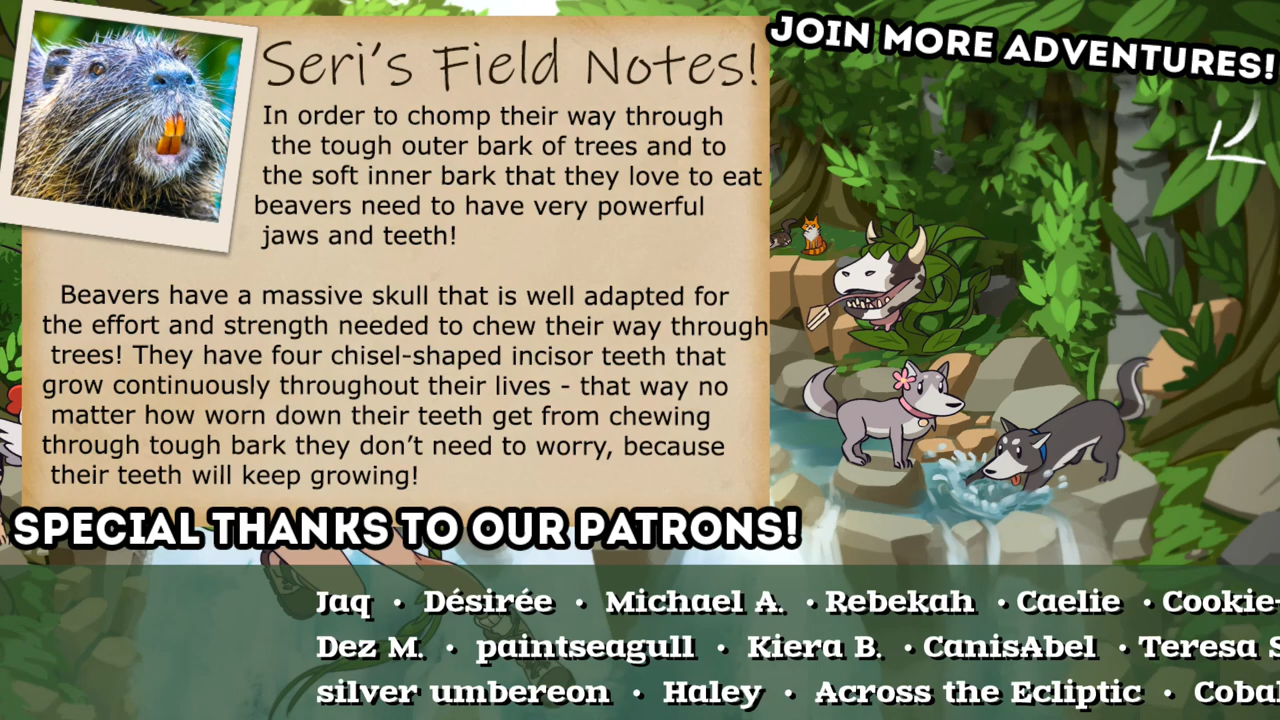 Seri's Field Notes!
In order to chomp their way through
the tough outer bark of trees and to
the soft inner bark that they love to eat
beavers need to have very powerful
jaws and teeth!
Beavers have a massive skull that is well adapted for
the effort and strength needed to chew their way through
trees! They have four chisel-shaped incisor teeth that
grow continuously throughout their lives - that way no
matter how worn down their teeth get from chewing
through tough bark they don't need to worry, because
their teeth will keep growing!
JOIN MORE ADVENTURES!
SPECIAL THANKS TO OUR PATRONS!
Jaq · Désirée · Michael A. · Rebekah · Caelie · Cookie-
Dez M. · paintseagull · Kiera B. · CanisAbel · Teresa S
silver umbereon · Haley · Across the Ecliptic · Cobal